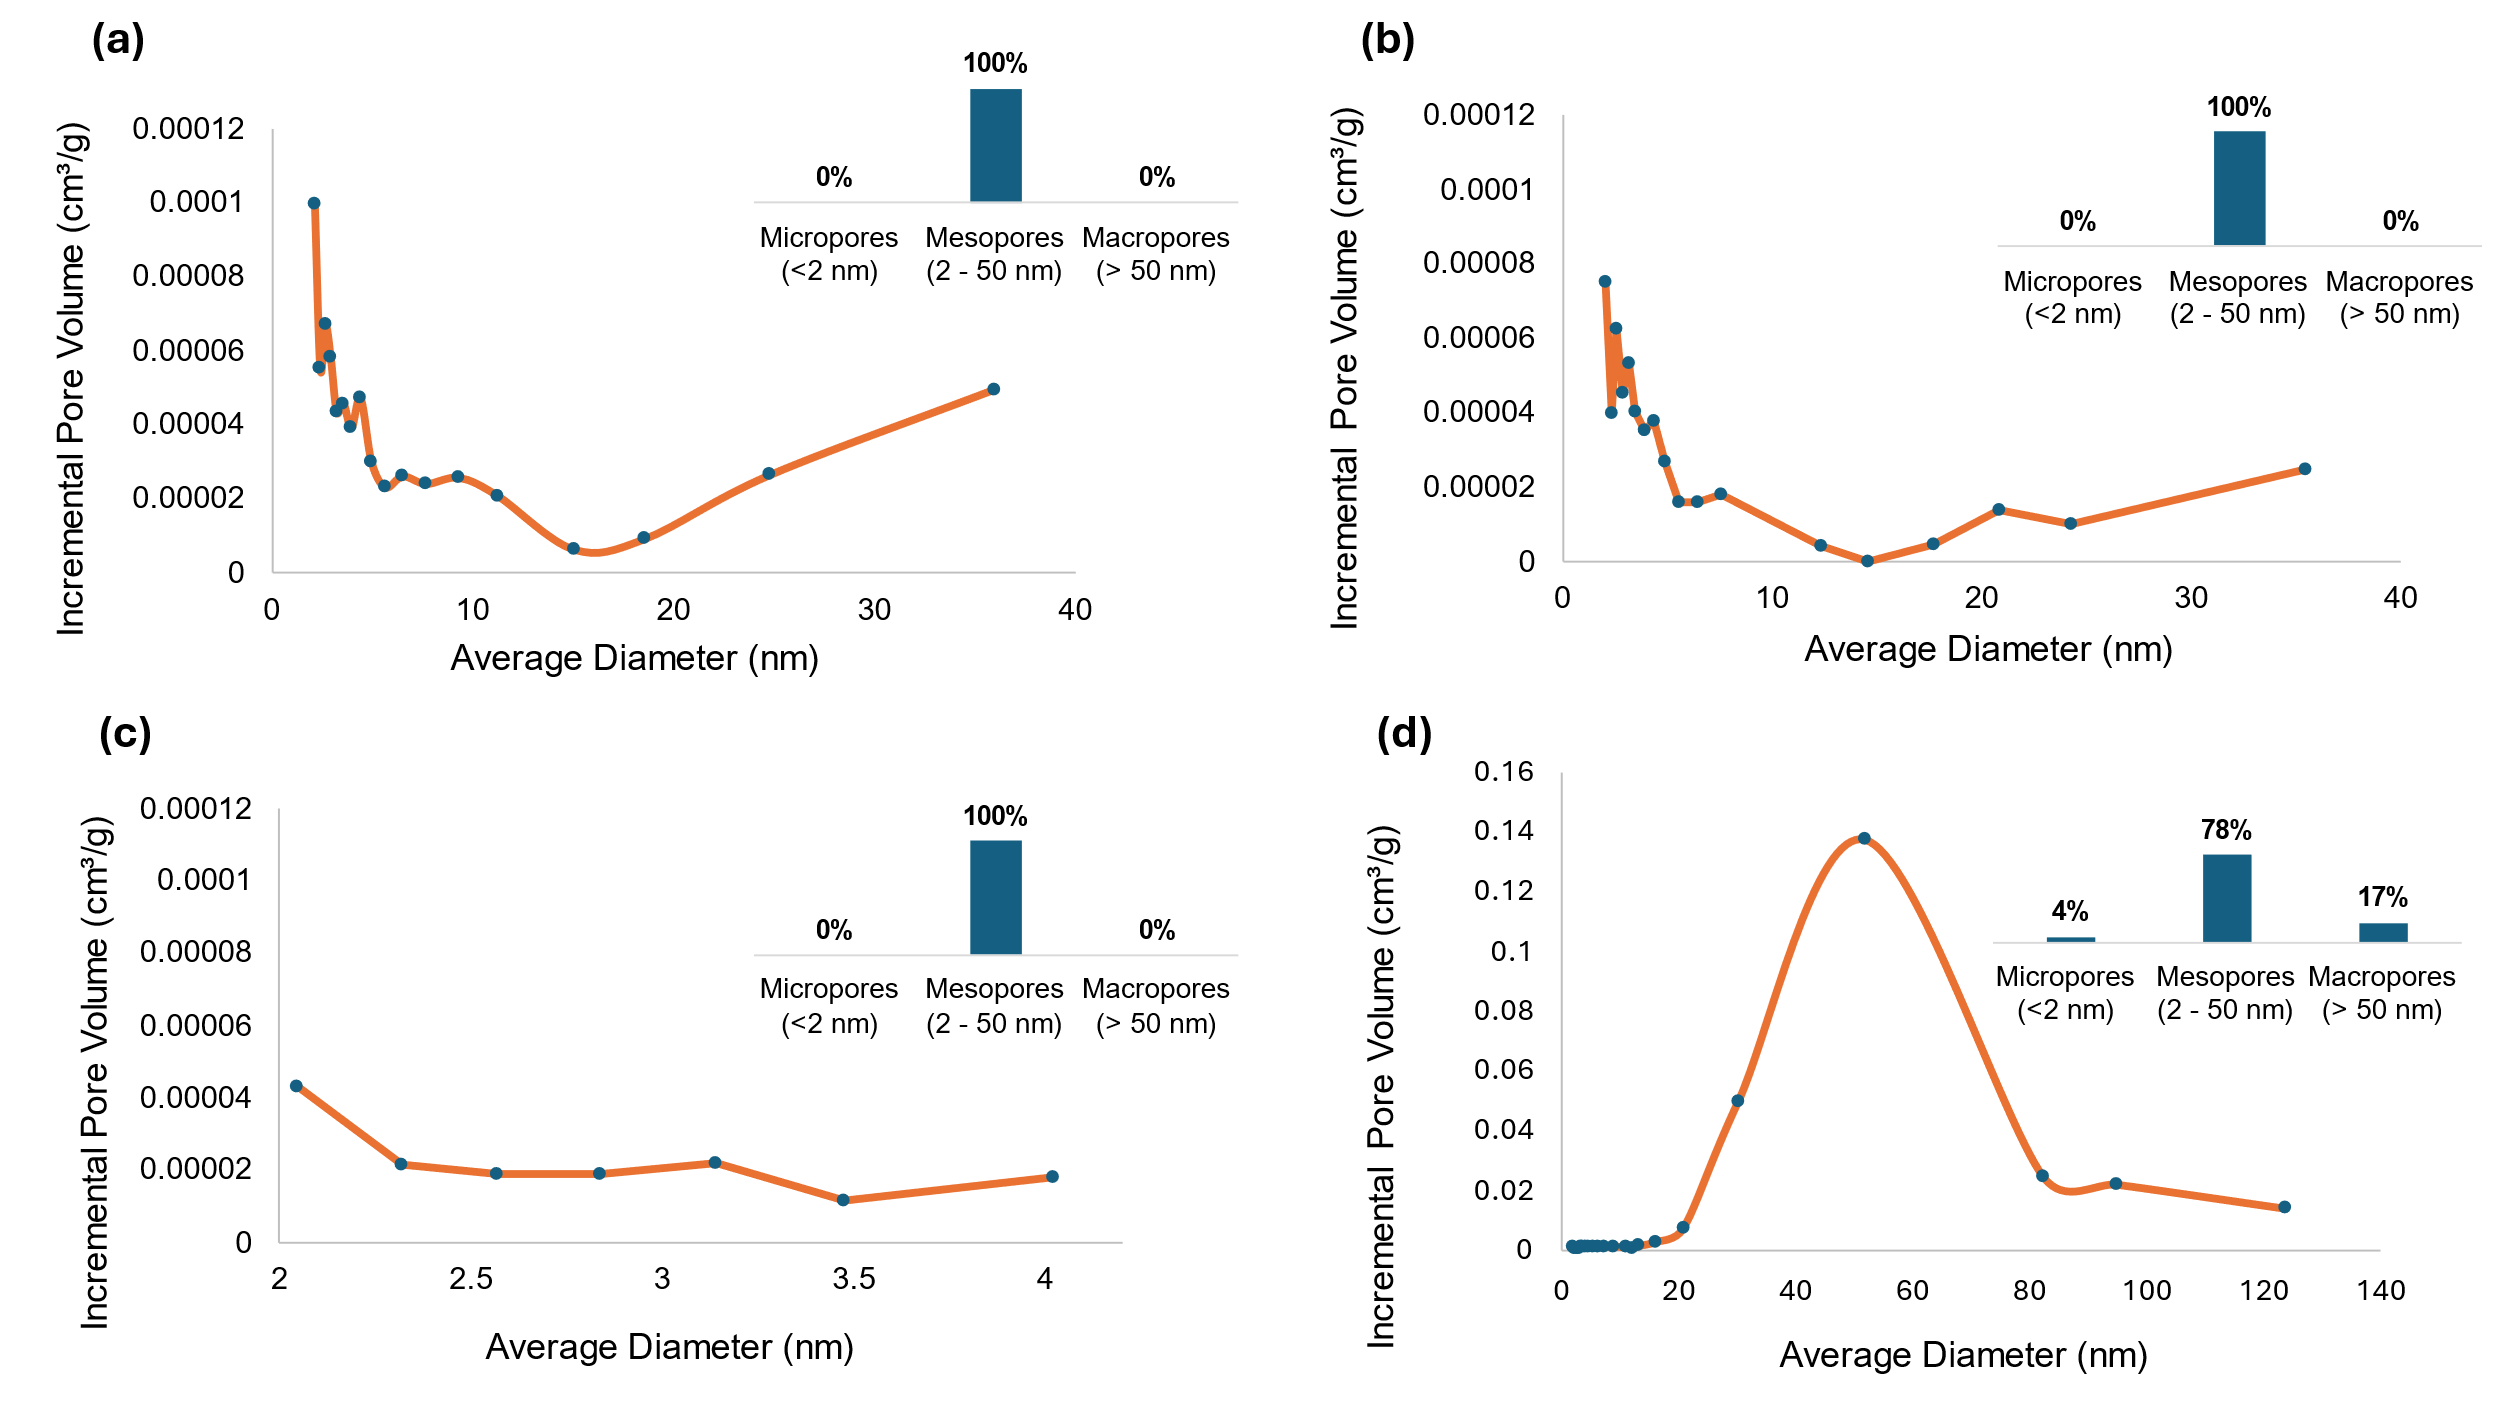 (a)
100%
0%
0%
Micropores
(<2 nm)
Mesopores
(2 - 50 nm)
Macropores
(> 50 nm)
Incremental Pore Volume (cm³/g)
0.00012
0.0001
0.00008
0.00006
0.00004
0.00002
0
0 10 20 30 40
Average Diameter (nm)
(b)
100%
0%
0%
Micropores
(<2 nm)
Mesopores
(2 - 50 nm)
Macropores
(> 50 nm)
Incremental Pore Volume (cm³/g)
0.00012
0.0001
0.00008
0.00006
0.00004
0.00002
0
0 10 20 30 40
Average Diameter (nm)
(c)
100%
0%
0%
Micropores
(<2 nm)
Mesopores
(2 - 50 nm)
Macropores
(> 50 nm)
Incremental Pore Volume (cm³/g)
0.00012
0.0001
0.00008
0.00006
0.00004
0.00002
0
2 2.5 3 3.5 4
Average Diameter (nm)
(d)
78%
4%
17%
Micropores
(<2 nm)
Mesopores
(2 - 50 nm)
Macropores
(> 50 nm)
Incremental Pore Volume (cm³/g)
0.16
0.14
0.12
0.1
0.08
0.06
0.04
0.02
0
0 20 40 60 80 100 120 140
Average Diameter (nm)